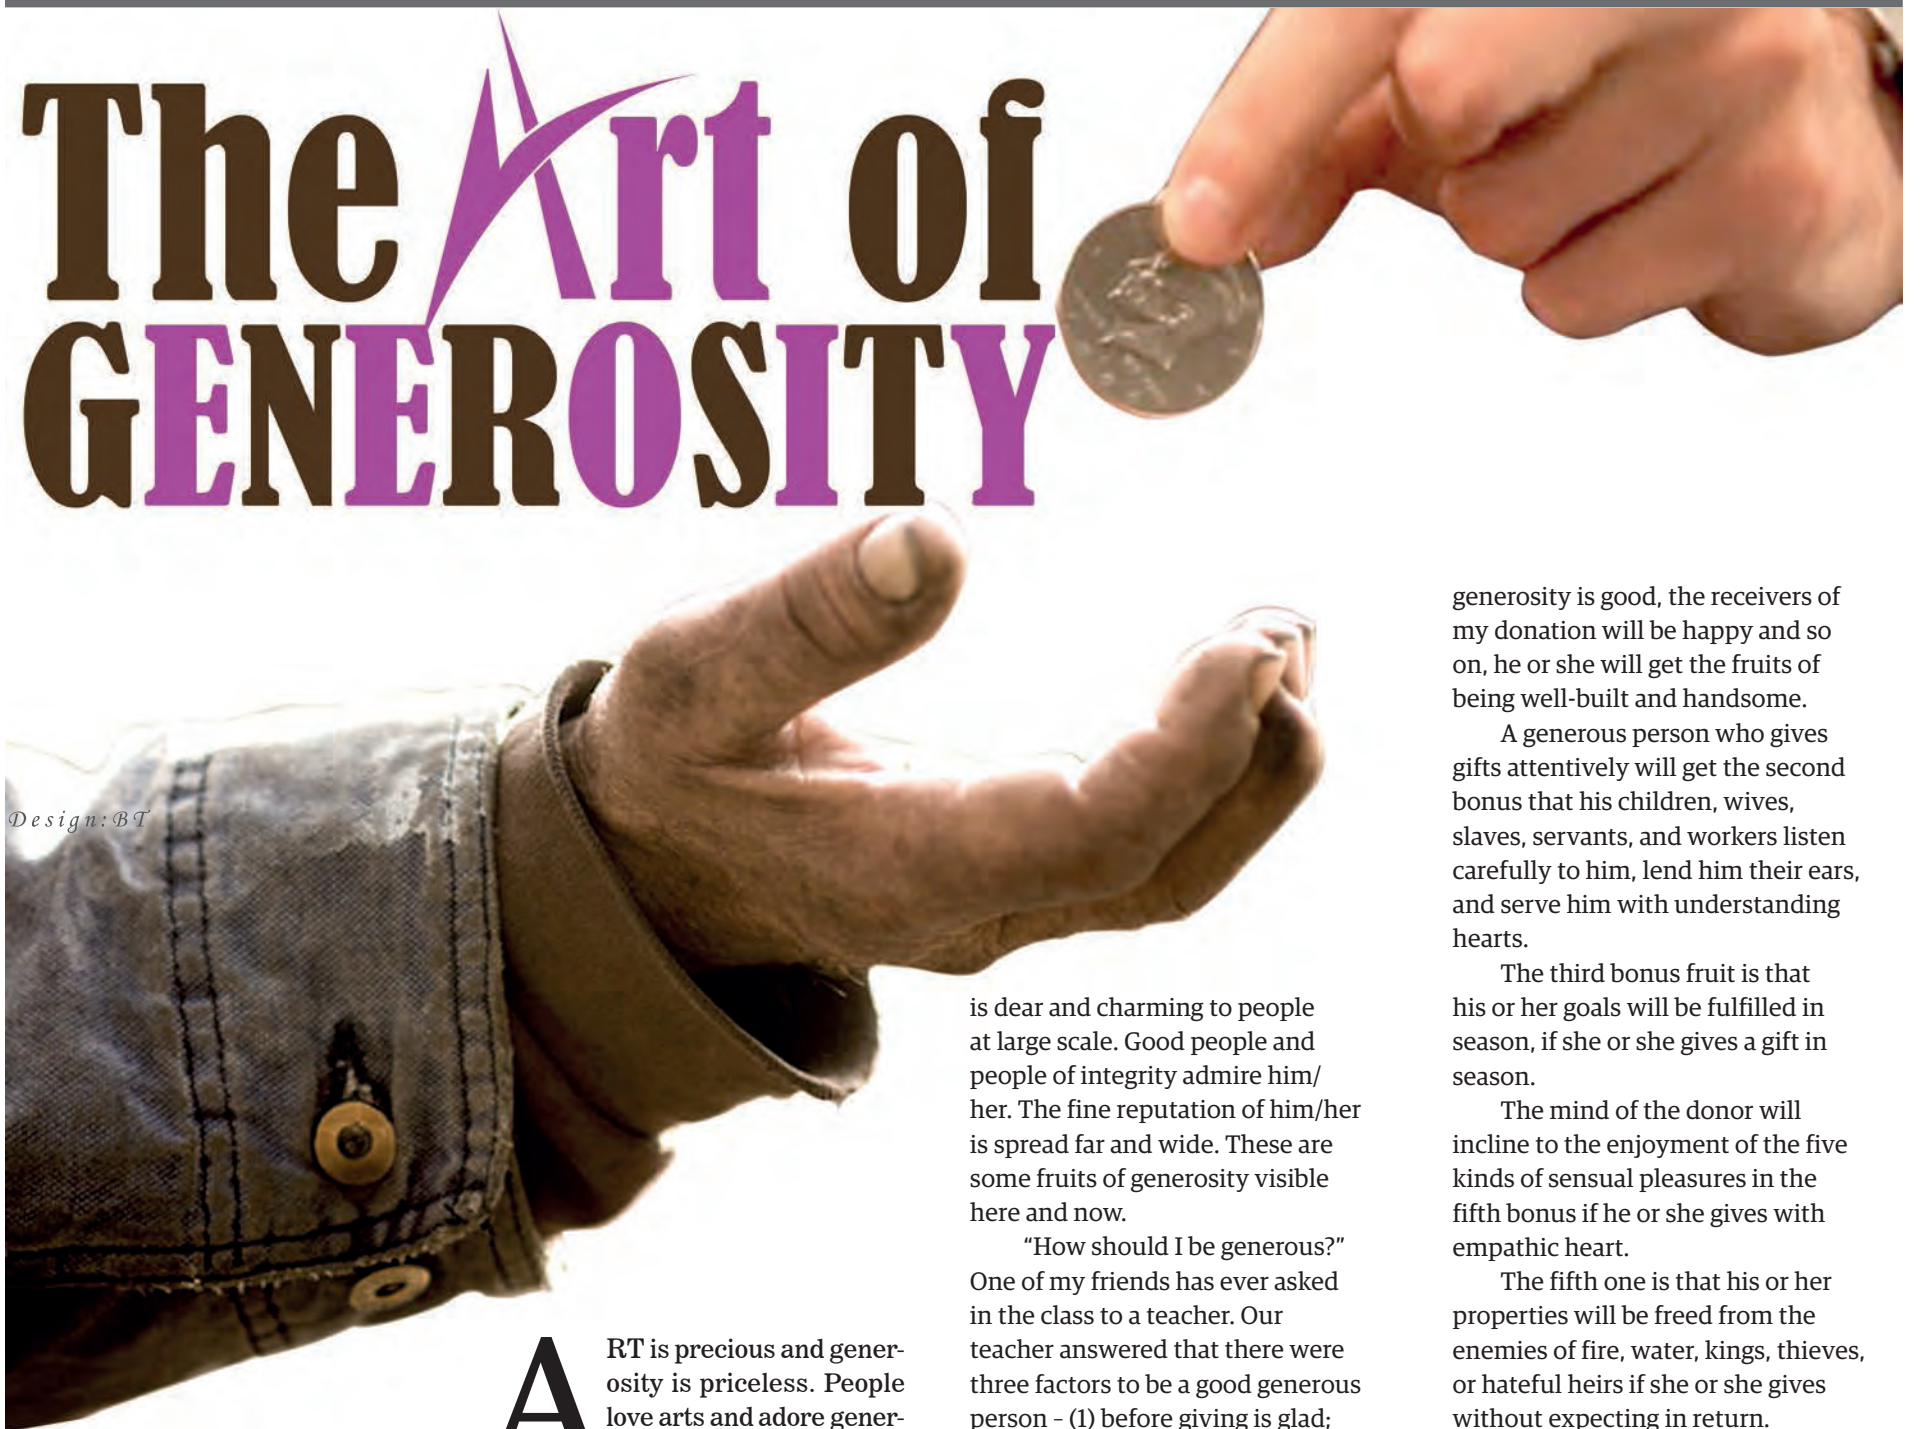 The Art of
GENEROSITY
Design:BT
ART is precious and gener-
osity is priceless. People
love arts and adore gener-
is dear and charming to people
at large scale. Good people and
people of integrity admire him/
her. The fine reputation of him/her
is spread far and wide. These are
some fruits of generosity visible
here and now.
“How should I be generous?”
One of my friends has ever asked
in the class to a teacher. Our
teacher answered that there were
three factors to be a good generous
person – (1) before giving is glad;
generosity is good, the receivers of
my donation will be happy and so
on, he or she will get the fruits of
being well-built and handsome.
A generous person who gives
gifts attentively will get the second
bonus that his children, wives,
slaves, servants, and workers listen
carefully to him, lend him their ears,
and serve him with understanding
hearts.
The third bonus fruit is that
his or her goals will be fulfilled in
season, if she or she gives a gift in
season.
The mind of the donor will
incline to the enjoyment of the five
kinds of sensual pleasures in the
fifth bonus if he or she gives with
empathic heart.
The fifth one is that his or her
properties will be freed from the
enemies of fire, water, kings, thieves,
or hateful heirs if she or she gives
without expecting in return.